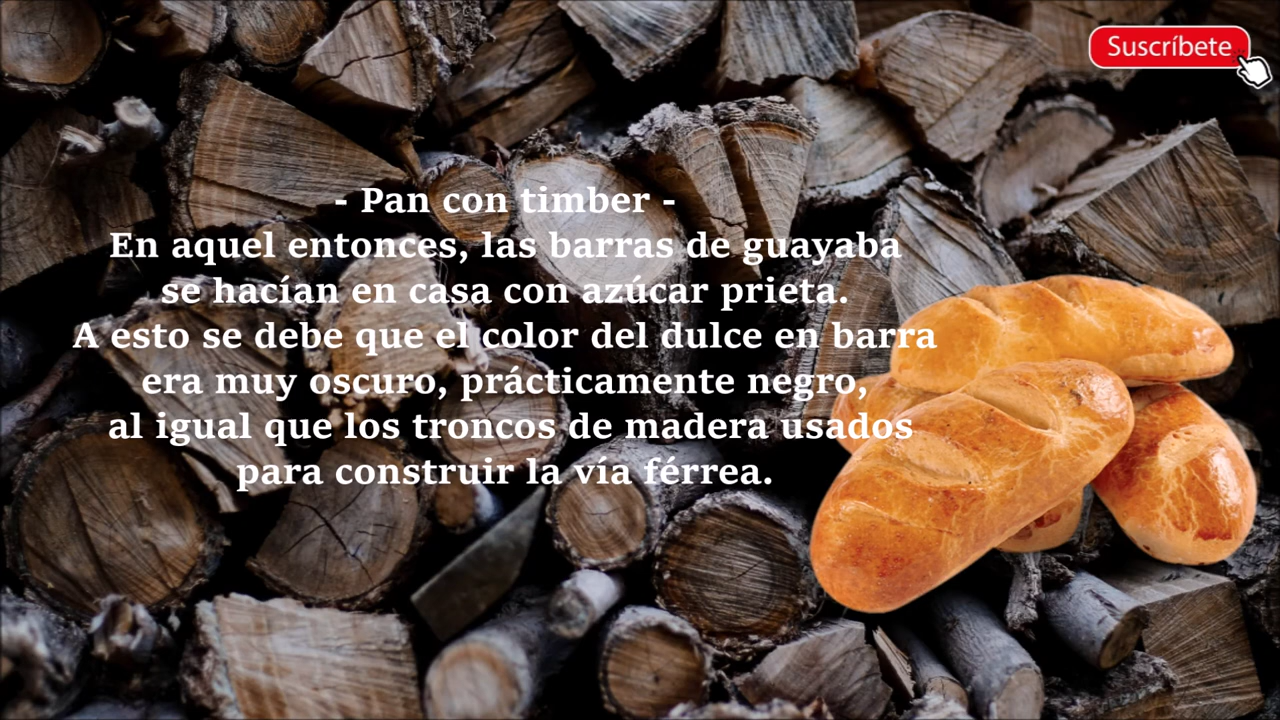 Suscríbete
- Pan con timber -
En aquel entonces, las barras de guayaba
se hacían en casa con azúcar prieta.
A esto se debe que el color del dulce en barra
era muy oscuro, prácticamente negro,
al igual que los troncos de madera usados
para construir la vía férrea.